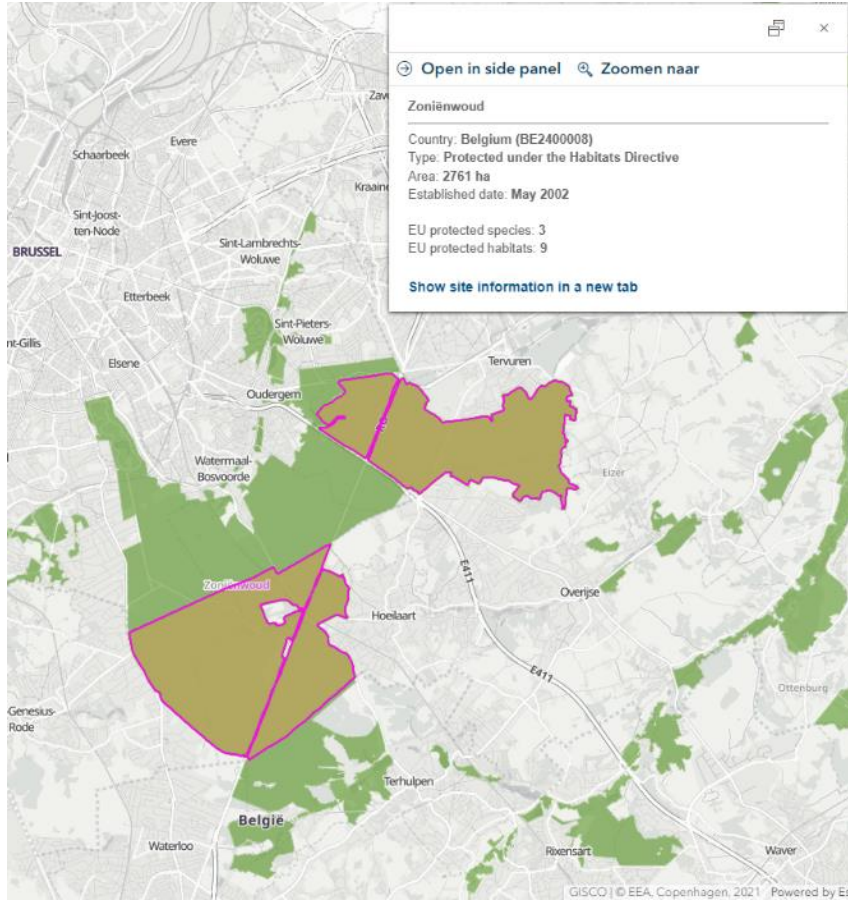 Open in side panel Zoomen naar
Zoniënwoud
Country: Belgium (BE2400008)
Type: Protected under the Habitats Directive
Area: 2761 ha
Established date: May 2002
EU protected species: 3
EU protected habitats: 9
Show site information in a new tab
Zav
Evere
Schaarbeek
Kraaine
Sint-Joost-
ten-Node
BRUSSEL
Sint-Lambrechts-
Woluwe
Etterbeek
Sint-Pieters-
Woluwe
nt-Gillis
Elsene
Tervuren
Oudergem
R0
Watermaal-
Bosvoorde
Eizer
E411
Zoniënwoud
Overijse
Hoeilaart
E411
Ottenburg
-Genesius-
Rode
Terhulpen
België
Waterloo
Rixensart
Waver
GISCO | © EEA, Copenhagen, 2021 Powered by Es